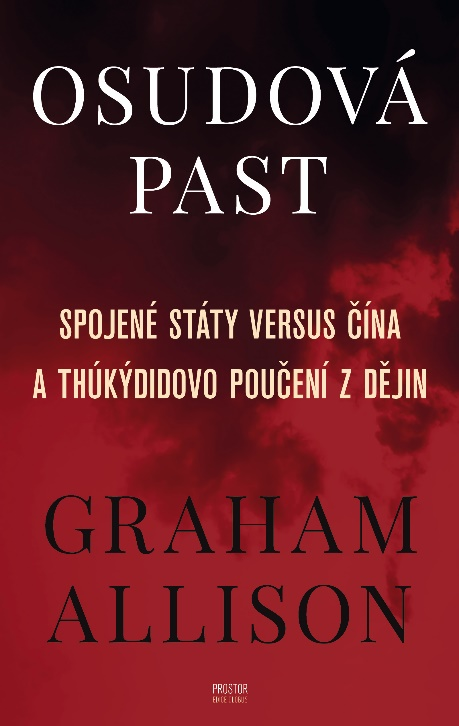 OSUDOVÁ
PAST
SPOJENÉ STÁTY VERSUS ČÍNA
A THÚKÝDIDOVO POUČENÍ Z DĚJIN
GRAHAM
ALLISON
PROSTOR